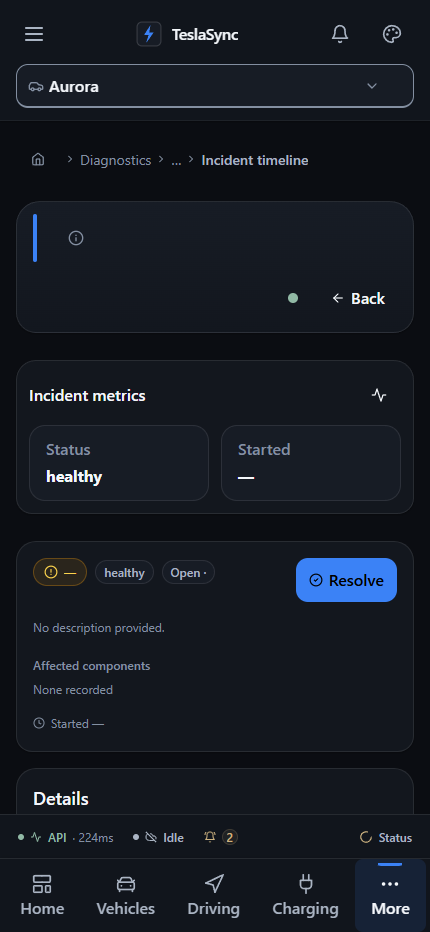 TeslaSync
Aurora
Diagnostics ... Incident timeline
Back
Incident metrics
Status
healthy
Started
—
— healthy Open · Resolve
No description provided.
Affected components
None recorded
Started —
Details
API · 224ms Idle 2 Status
Home Vehicles Driving Charging More